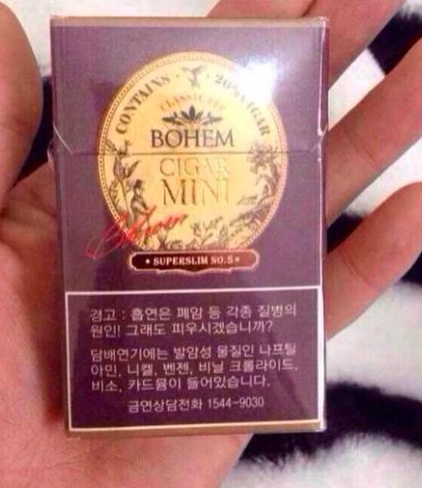 CONTAINS 20% CIGAR
BOHEM
CIGAR
MINI
SUPERSLIM NO.5
경고 : 흡연은 폐암 등 각종 질병의
원인! 그래도 피우시겠습니까?
담배연기에는 발암성 물질인 나프틸
아민, 니켈, 벤젠, 비닐 크롤라이드,
비소, 카드뮴이 들어있습니다.
금연상담전화 1544-9030